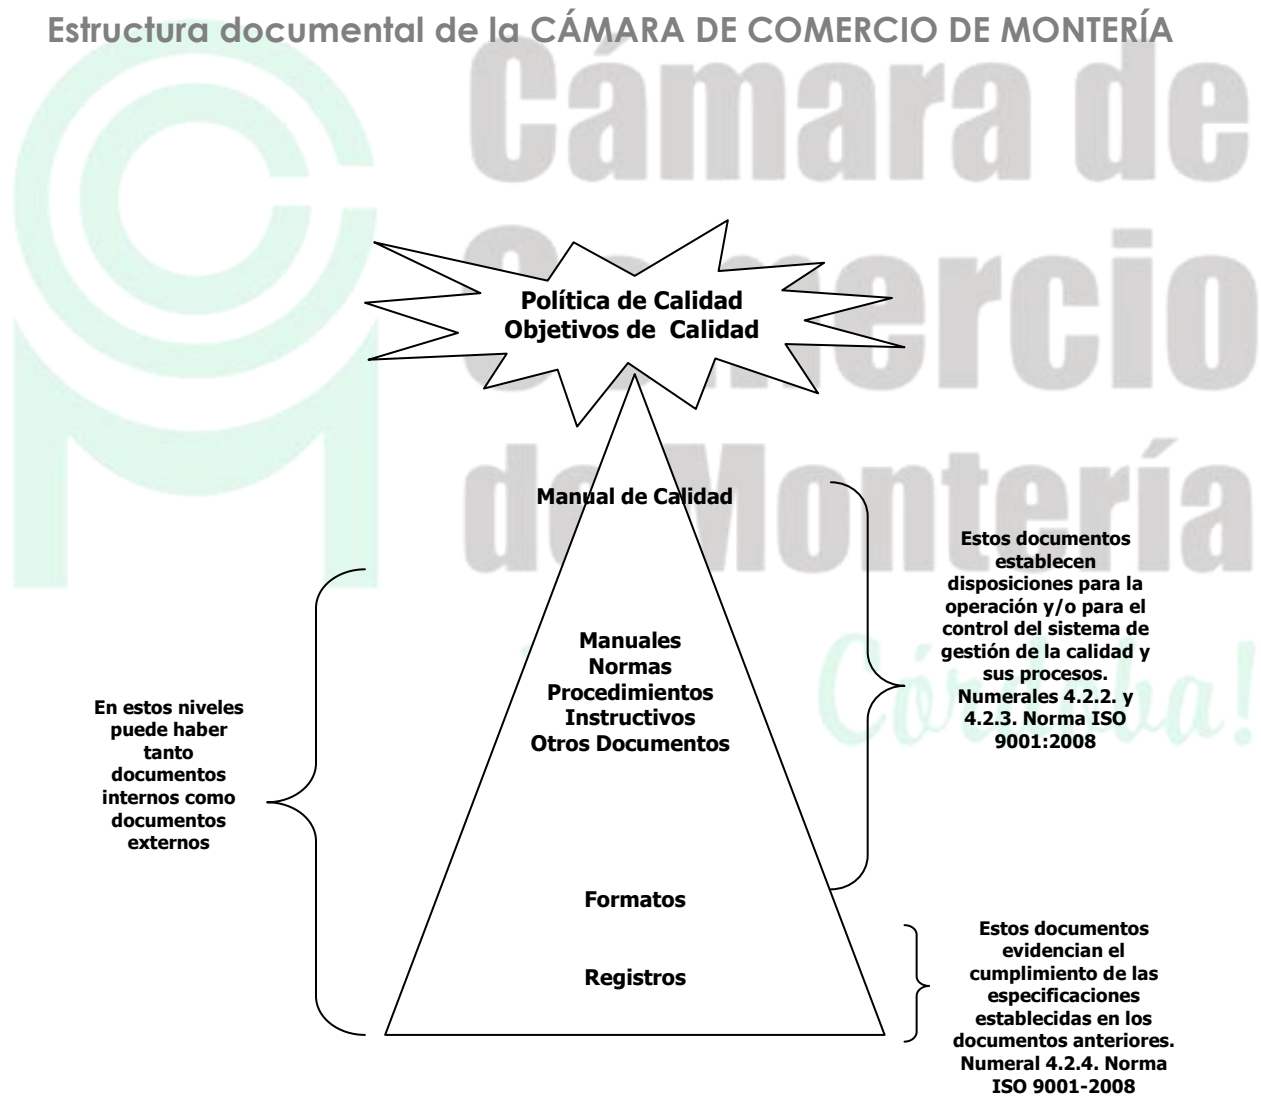 Estructura documental de la CÁMARA DE COMERCIO DE MONTERÍA
Cámara de
Comercio
de Montería
Córdoba!
Política de Calidad
Objetivos de Calidad
Manual de Calidad
Manuales
Normas
Procedimientos
Instructivos
Otros Documentos
Formatos
Registros
En estos niveles
puede haber
tanto
documentos
internos como
documentos
externos
Estos documentos
establecen
disposiciones para la
operación y/o para el
control del sistema de
gestión de la calidad y
sus procesos.
Numerales 4.2.2. y
4.2.3. Norma ISO
9001:2008
Estos documentos
evidencian el
cumplimiento de las
especificaciones
establecidas en los
documentos anteriores.
Numeral 4.2.4. Norma
ISO 9001-2008